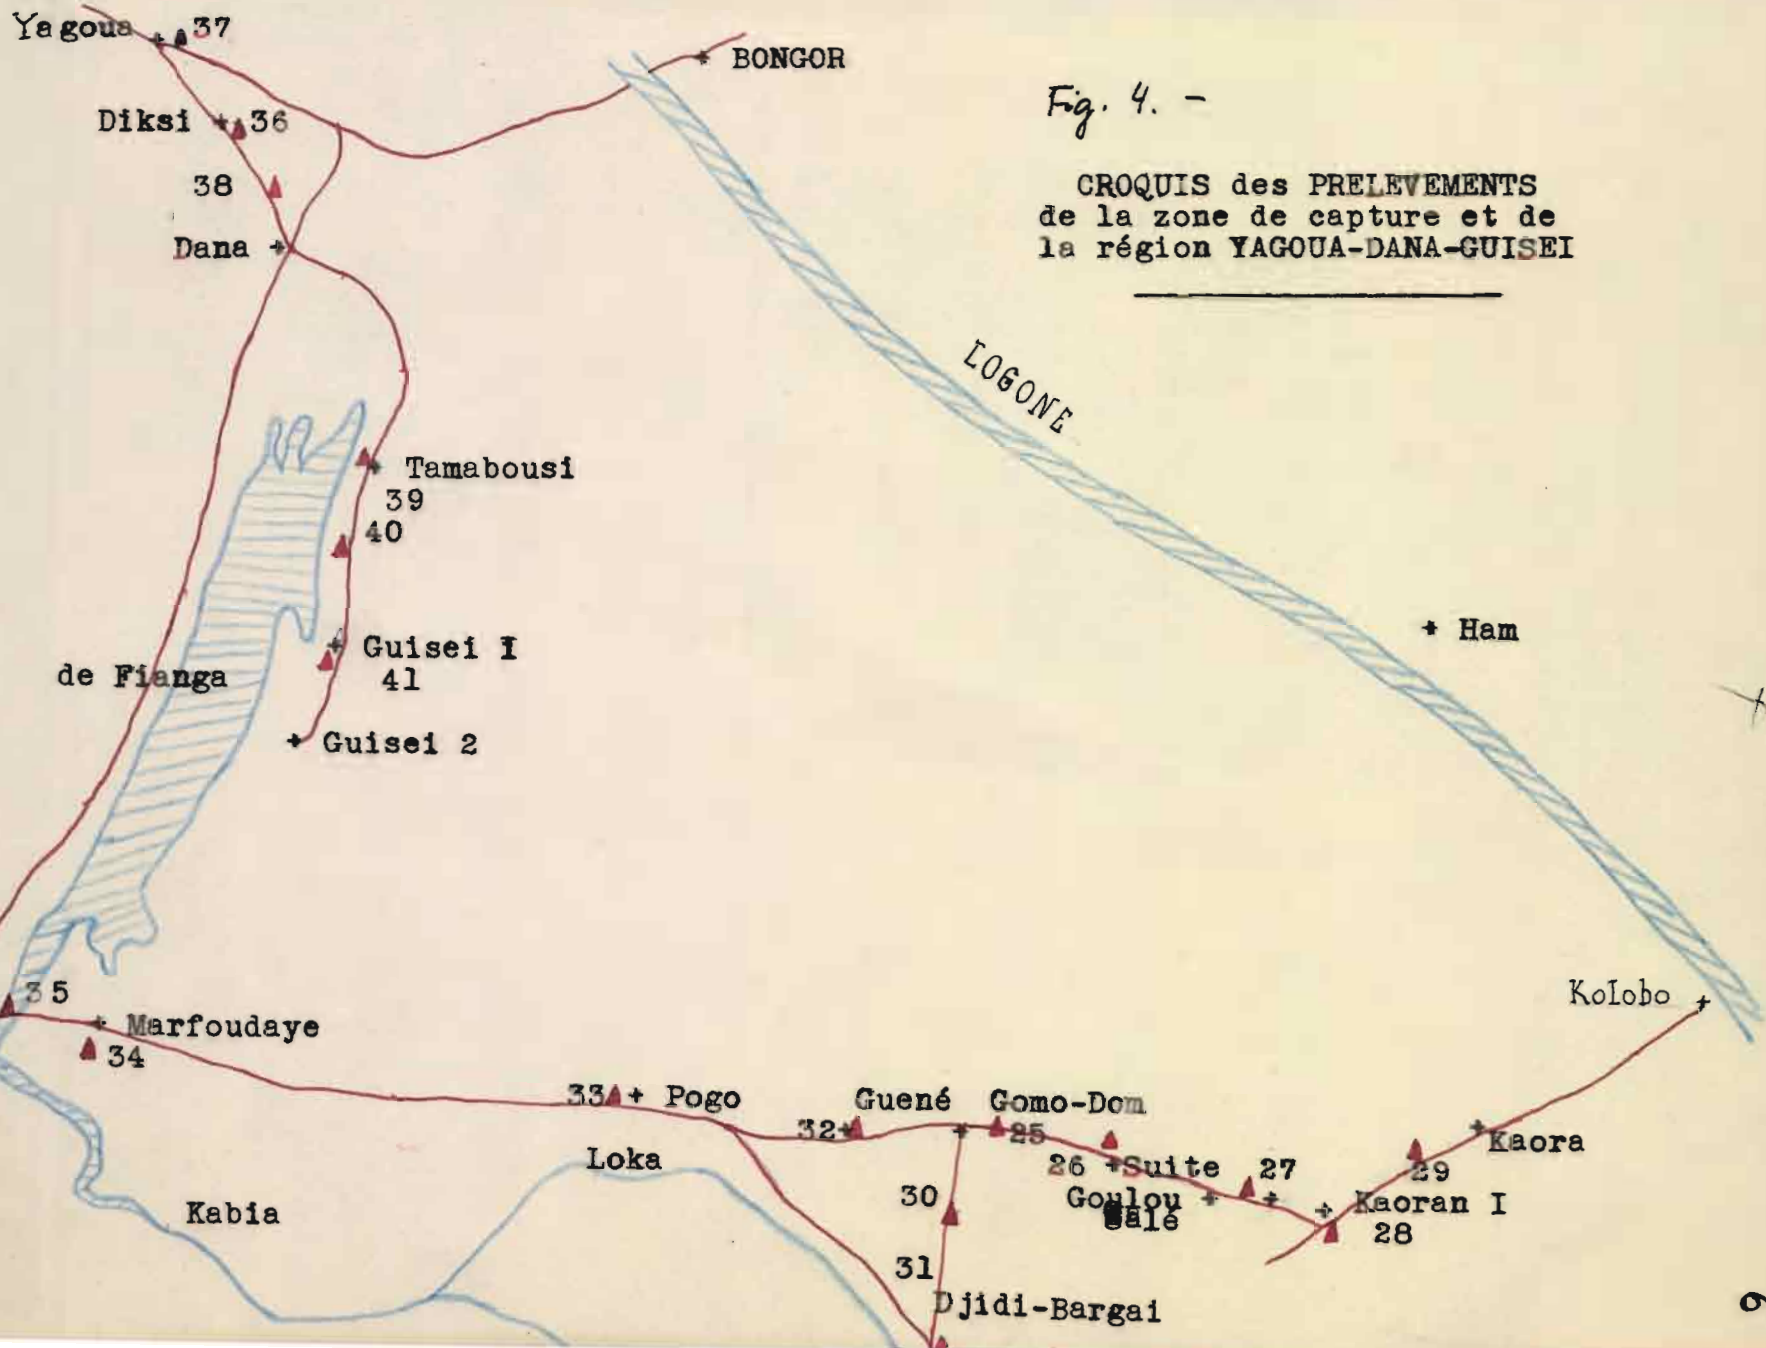 Yagoua
37
BONGOR
Fig. 4. -
Diksi
36
38
CROQUIS des PRELEVEMENTS
de la zone de capture et de
la région YAGOUA-DANA-GUISEI
Dana
LOGONE
Tamabousi
39
40
Ham
Guisei I
41
de Fianga
Guisei 2
35
Marfoudaye
34
Kolobo
33
Pogo
Guené
Gomo-Dom
32
25
Kaora
Loka
26
Suite
27
29
30
Goulou
Kaoran I
Kabia
28
31
Djidi-Bargai